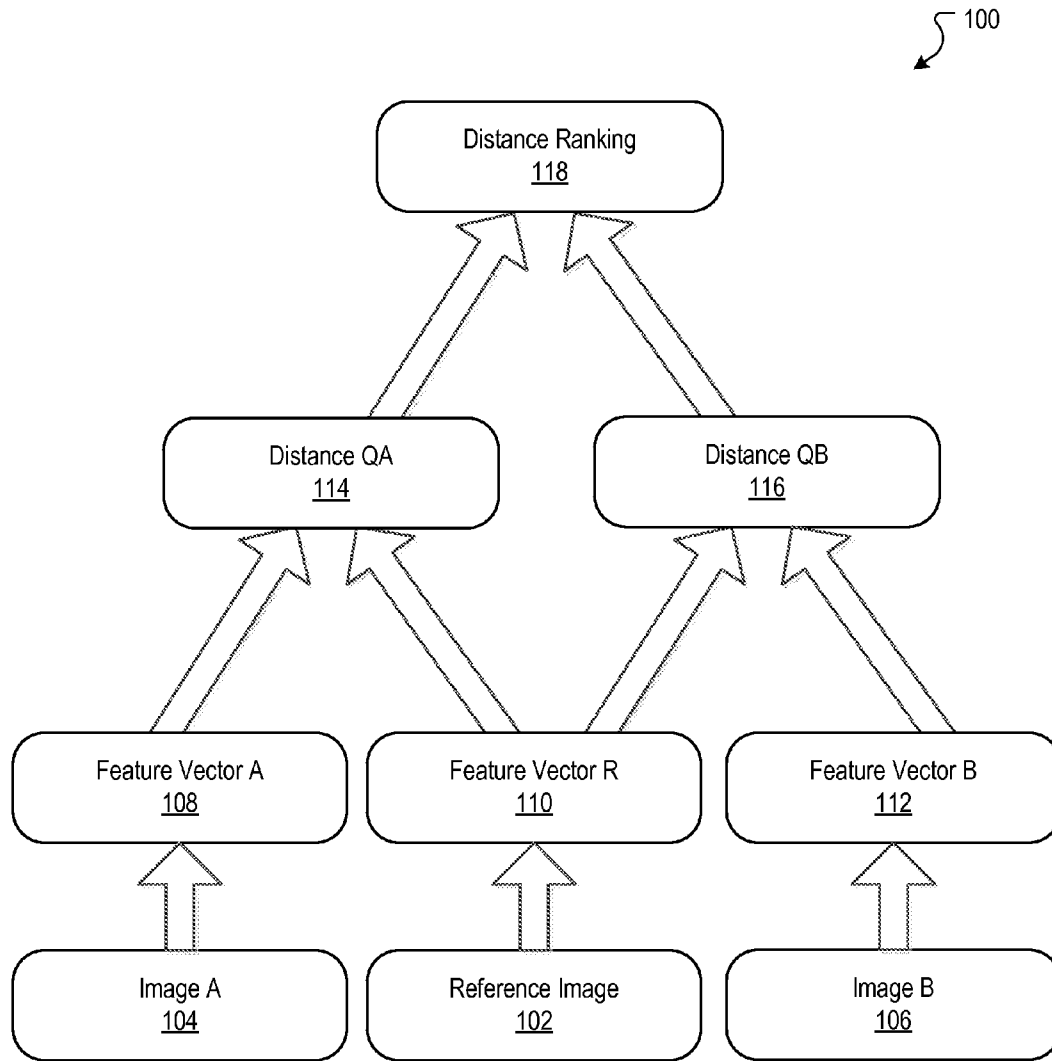 100
Distance Ranking
118
Distance QA
114
Distance QB
116
Feature Vector A
108
Feature Vector R
110
Feature Vector B
112
Image A
104
Reference Image
102
Image B
106